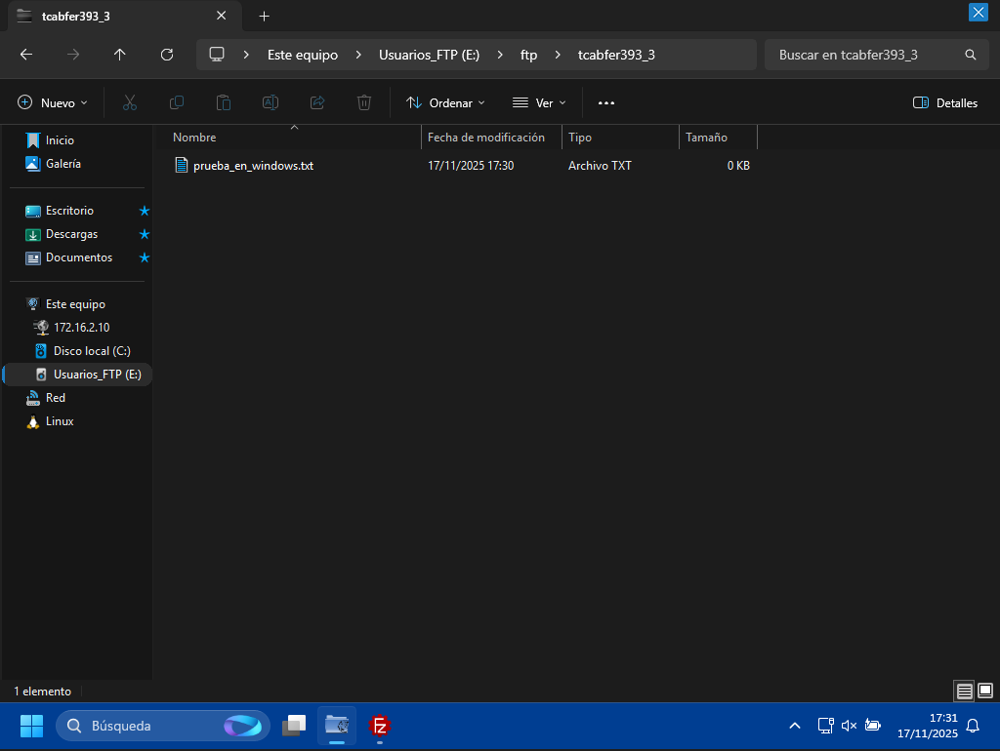 tcabfer393_3
Este equipo
Usuarios_FTP (E:)
ftp
tcabfer393_3
Buscar en tcabfer393_3
Nuevo
Ordenar
Ver
Detalles
Nombre
Fecha de modificación
Tipo
Tamaño
prueba_en_windows.txt
17/11/2025 17:30
Archivo TXT
0 KB
Inicio
Galería
Escritorio
Descargas
Documentos
Este equipo
172.16.2.10
Disco local (C:)
Usuarios_FTP (E:)
Red
Linux
1 elemento
Búsqueda
FZ
17:31
17/11/2025